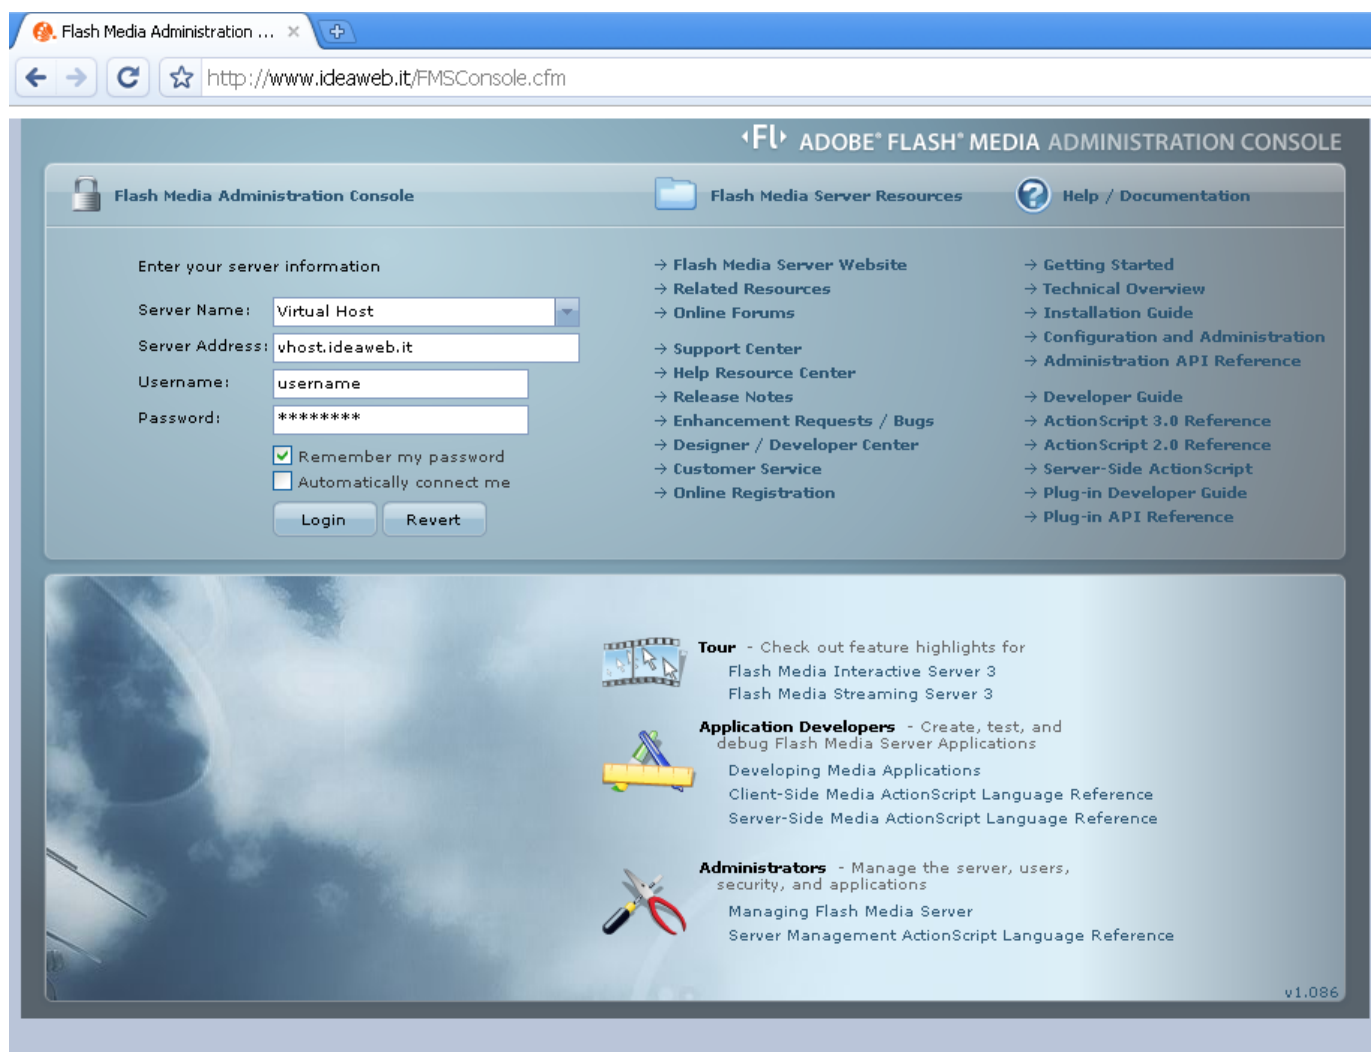 Flash Media Administration ...
http://www.ideaweb.it/FMSConsole.cfm
Fl ADOBE® FLASH® MEDIA ADMINISTRATION CONSOLE
Flash Media Administration Console
Flash Media Server Resources
Help / Documentation
Enter your server information
Server Name: Virtual Host
Server Address: vhost.ideaweb.it
Username: username
Password: ********
Remember my password
Automatically connect me
Login Revert
→ Flash Media Server Website
→ Related Resources
→ Online Forums
→ Support Center
→ Help Resource Center
→ Release Notes
→ Enhancement Requests / Bugs
→ Designer / Developer Center
→ Customer Service
→ Online Registration
→ Getting Started
→ Technical Overview
→ Installation Guide
→ Configuration and Administration
→ Administration API Reference
→ Developer Guide
→ ActionScript 3.0 Reference
→ ActionScript 2.0 Reference
→ Server-Side ActionScript
→ Plug-in Developer Guide
→ Plug-in API Reference
Tour - Check out feature highlights for
Flash Media Interactive Server 3
Flash Media Streaming Server 3
Application Developers - Create, test, and
debug Flash Media Server Applications
Developing Media Applications
Client-Side Media ActionScript Language Reference
Server-Side Media ActionScript Language Reference
Administrators - Manage the server, users,
security, and applications
Managing Flash Media Server
Server Management ActionScript Language Reference
v1.086